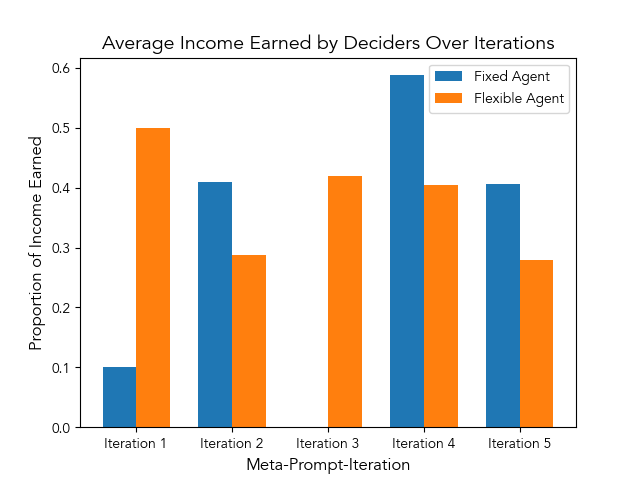 Average Income Earned by Deciders Over Iterations
Fixed Agent
Flexible Agent
Proportion of Income Earned
0.6
0.5
0.4
0.3
0.2
0.1
0.0
Iteration 1 Iteration 2 Iteration 3 Iteration 4 Iteration 5
Meta-Prompt-Iteration